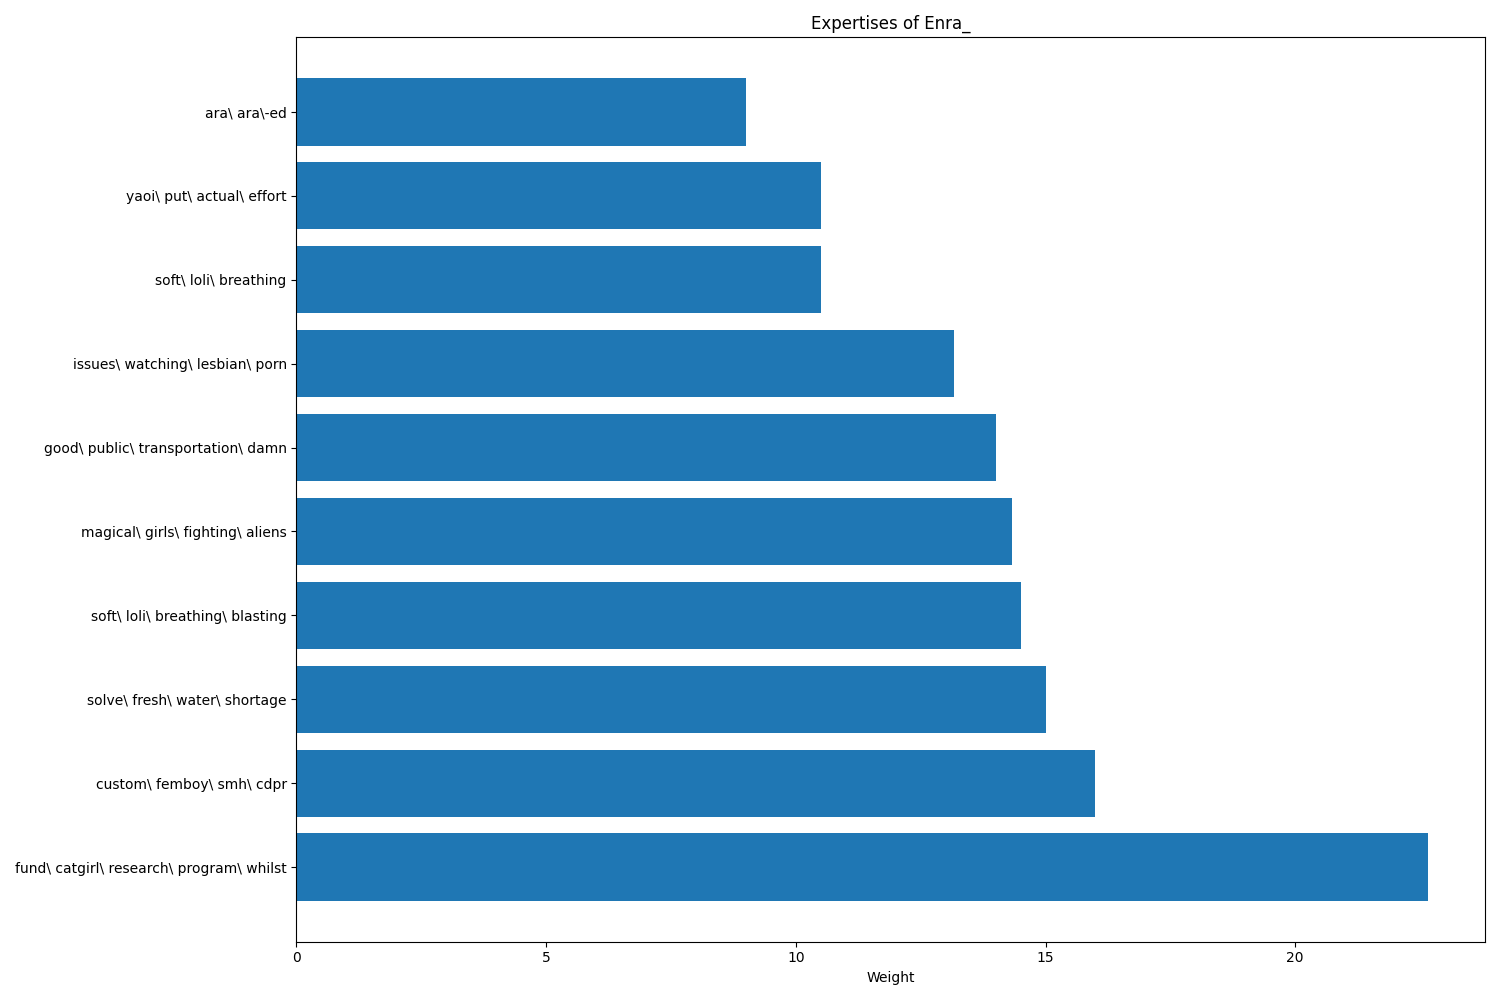 Expertises of Enra_
ara\ ara\-ed
yaoi\ put\ actual\ effort
soft\ loli\ breathing
issues\ watching\ lesbian\ porn
good\ public\ transportation\ damn
magical\ girls\ fighting\ aliens
soft\ loli\ breathing\ blasting
solve\ fresh\ water\ shortage
custom\ femboy\ smh\ cdpr
fund\ catgirl\ research\ program\ whilst
0 5 10 15 20
Weight